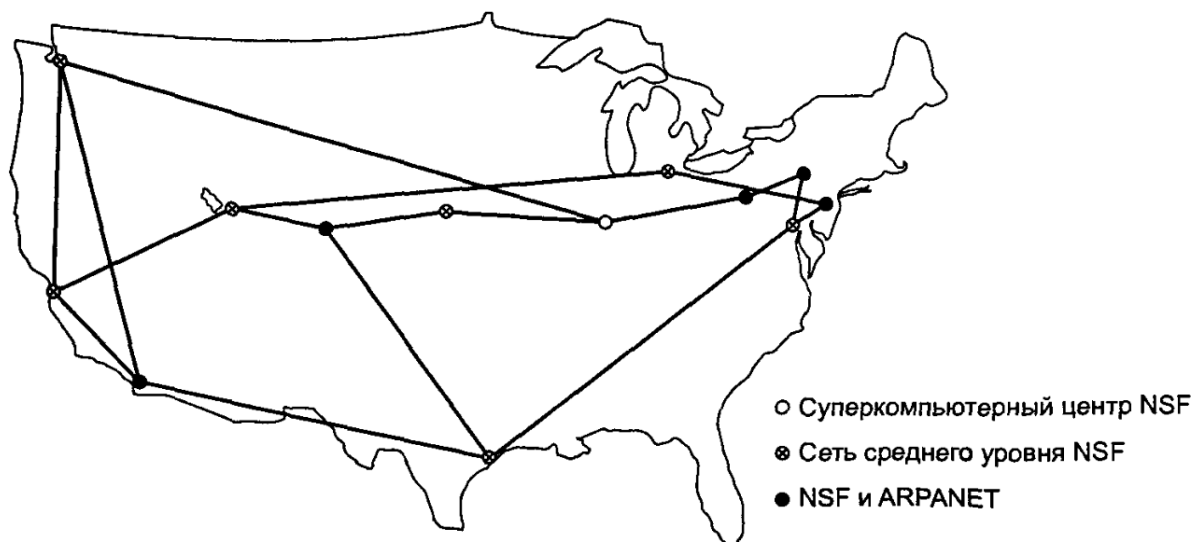 Суперкомпьютерный центр NSF
Сеть среднего уровня NSF
NSF и ARPANET